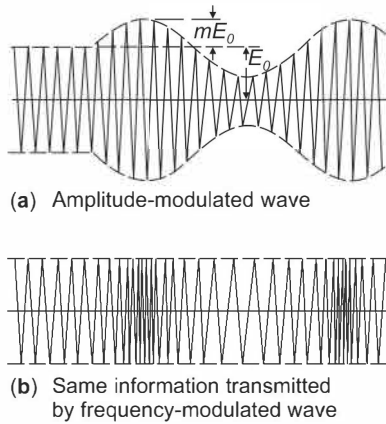 mE₀
E₀
(a) Amplitude-modulated wave
(b) Same information transmitted
by frequency-modulated wave